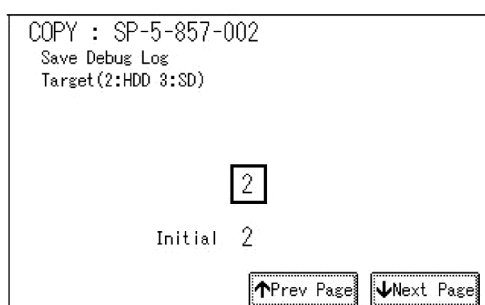 COPY : SP-5-857-002
Save Debug Log
Target(2:HDD 3:SD)
2
Initial 2
↑Prev Page ↓Next Page